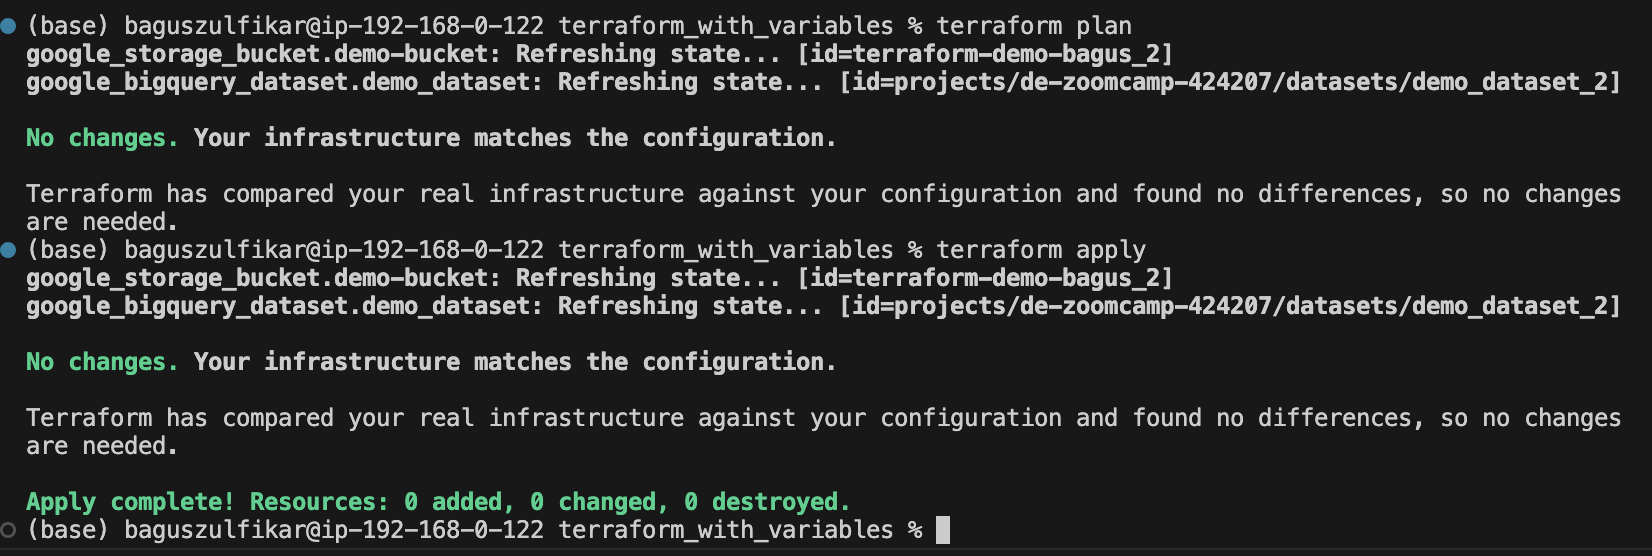 (base) baguszulfikar@ip-192-168-0-122 terraform_with_variables % terraform plan
google_storage_bucket.demo-bucket: Refreshing state... [id=terraform-demo-bagus_2]
google_bigquery_dataset.demo_dataset: Refreshing state... [id=projects/de-zoomcamp-424207/datasets/demo_dataset_2]
No changes. Your infrastructure matches the configuration.
Terraform has compared your real infrastructure against your configuration and found no differences, so no changes
are needed.
(base) baguszulfikar@ip-192-168-0-122 terraform_with_variables % terraform apply
google_storage_bucket.demo-bucket: Refreshing state... [id=terraform-demo-bagus_2]
google_bigquery_dataset.demo_dataset: Refreshing state... [id=projects/de-zoomcamp-424207/datasets/demo_dataset_2]
No changes. Your infrastructure matches the configuration.
Terraform has compared your real infrastructure against your configuration and found no differences, so no changes
are needed.
Apply complete! Resources: 0 added, 0 changed, 0 destroyed.
(base) baguszulfikar@ip-192-168-0-122 terraform_with_variables %